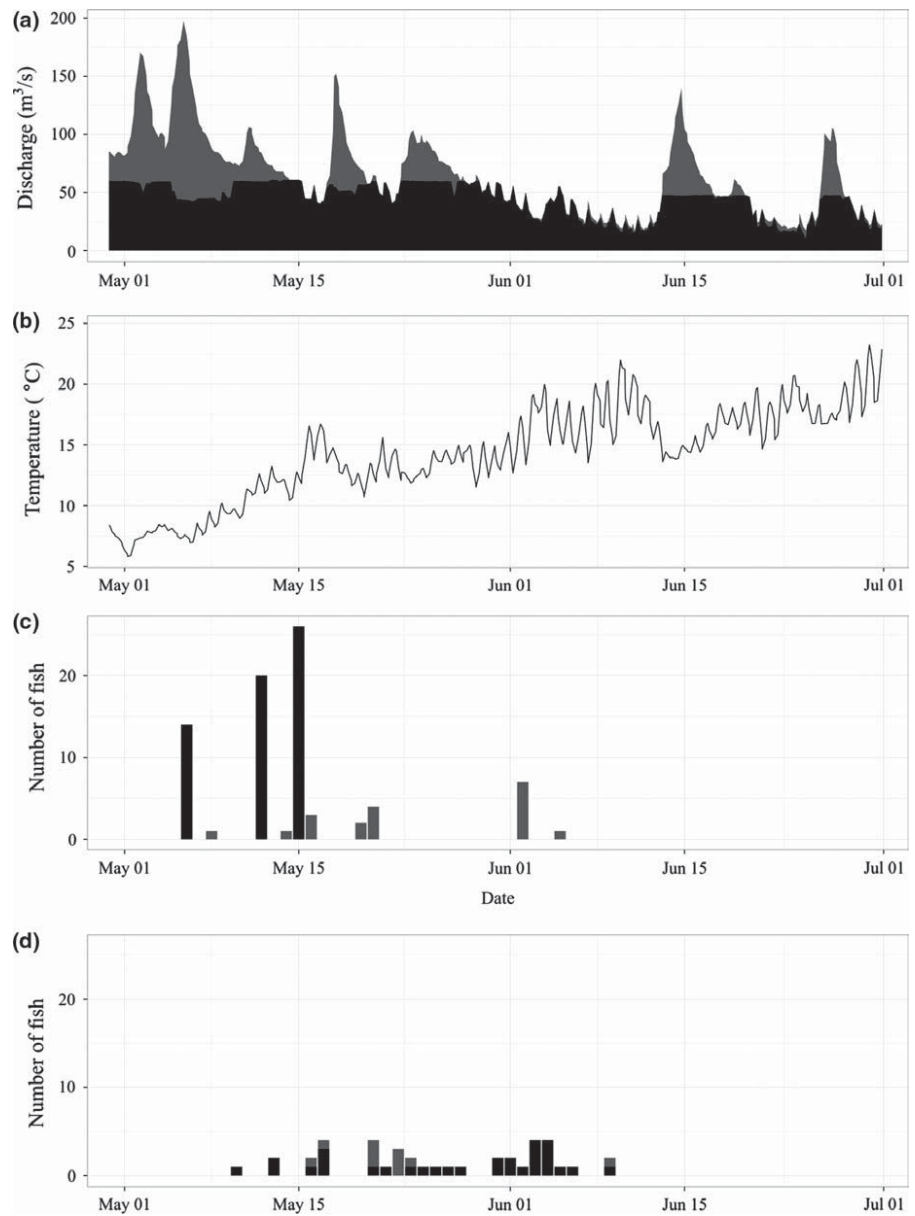 (a)
200
150
100
50
0
Discharge (m³/s)
May 01 May 15 Jun 01 Jun 15 Jul 01
(b)
25
20
15
10
5
Temperature ( °C)
May 01 May 15 Jun 01 Jun 15 Jul 01
(c)
20
10
0
Number of fish
May 01 May 15 Jun 01 Jun 15 Jul 01
Date
(d)
20
10
0
Number of fish
May 01 May 15 Jun 01 Jun 15 Jul 01